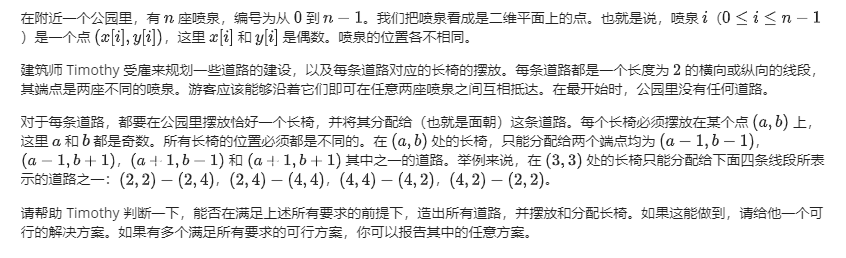 在附近一个公园里，有 n 座喷泉，编号为从 0 到 n − 1。我们把喷泉看成是二维平面上的点。也就是说，喷泉 i（0 ≤ i ≤ n − 1
）是一个点 (x[i], y[i])，这里 x[i] 和 y[i] 是偶数。喷泉的位置各不相同。
建筑师 Timothy 受雇来规划一些道路的建设，以及每条道路对应的长椅的摆放。每条道路都是一个长度为 2 的横向或纵向的线段，
其端点是两座不同的喷泉。游客应该能够沿着它们即可在任意两座喷泉之间互相抵达。在最开始时，公园里没有任何道路。
对于每条道路，都要在公园里摆放恰好一个长椅，并将其分配给（也就是面朝）这条道路。每个长椅必须摆放在某个点 (a, b) 上，
这里 a 和 b 都是奇数。所有长椅的位置必须都是不同的。在 (a, b) 处的长椅，只能分配给两个端点均为 (a − 1, b − 1)，
(a − 1, b + 1)，(a + 1, b − 1) 和 (a + 1, b + 1) 其中之一的道路。举例来说，在 (3, 3) 处的长椅只能分配给下面四条线段所表
示的道路之一：(2, 2) − (2, 4)，(2, 4) − (4, 4)，(4, 4) − (4, 2)，(4, 2) − (2, 2)。
请帮助 Timothy 判断一下，能否在满足上述所有要求的前提下，造出所有道路，并摆放和分配长椅。如果这能做到，请给他一个可
行的解决方案。如果有多个满足所有要求的可行方案，你可以报告其中的任意方案。